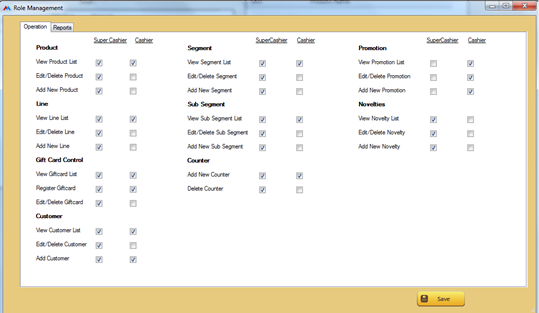 Role Management
Operation Reports
Super Cashier Cashier
Product
View Product List
Edit/Delete Product
Add New Product
Line
View Line List
Edit/Delete Line
Add New Line
Gift Card Control
View Giftcard List
Register Giftcard
Edit/Delete Giftcard
Customer
View Customer List
Edit/Delete Customer
Add Customer
SuperCashier Cashier
Segment
View Segment List
Edit/Delete Segment
Add New Segment
Sub Segment
View Sub Segment List
Edit/Delete Sub Segment
Add New Sub Segment
Counter
Add New Counter
Delete Counter
SuperCashier Cashier
Promotion
View Promotion List
Edit/Delete Promotion
Add New Promotion
Novelties
View Novelty List
Edit/Delete Novelty
Add New Novelty
Save